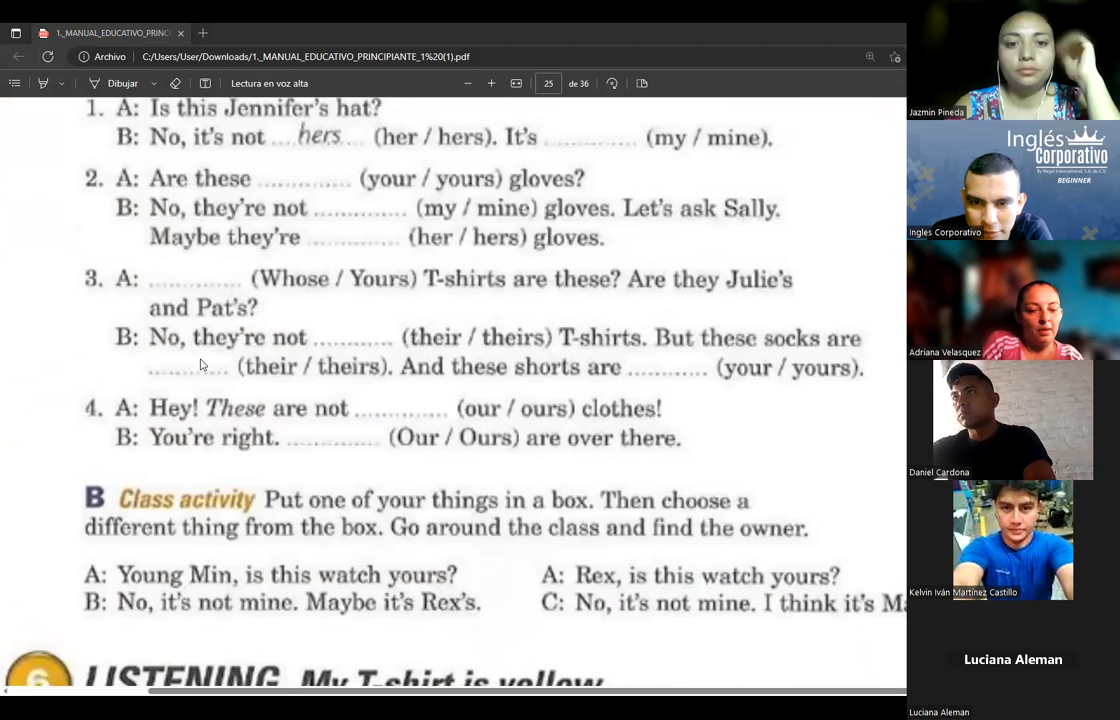 1._MANUAL_EDUCATIVO_PRINC
Archivo C:/Users/User/Downloads/1._MANUAL_EDUCATIVO_PRINCIPIANTE_1%20(1).pdf
Dibujar Lectura en voz alta 25 de 36
1. A: Is this Jennifer's hat?
B: No, it's not ....hers.... (her / hers). It's .............. (my / mine).
2. A: Are these .............. (your / yours) gloves?
B: No, they're not .............. (my / mine) gloves. Let's ask Sally.
Maybe they're .............. (her / hers) gloves.
3. A: .............. (Whose / Yours) T-shirts are these? Are they Julie's
and Pat's?
B: No, they're not ............ (their / theirs) T-shirts. But these socks are
............ (their / theirs). And these shorts are ............ (your / yours).
4. A: Hey! These are not .............. (our / ours) clothes!
B: You're right. .............. (Our / Ours) are over there.
B Class activity Put one of your things in a box. Then choose a
different thing from the box. Go around the class and find the owner.
A: Young Min, is this watch yours?
B: No, it's not mine. Maybe it's Rex's.
A: Rex, is this watch yours?
C: No, it's not mine. I think it's M
6 LISTENING My T-shirt is yellow
Jazmin Pineda
Inglés
Corporativo
By Regal International, S.A. de C.V.
BEGINNER
Ingles Corporativo
Adriana Velasquez
Daniel Cardona
Kelvin Iván Martínez Castillo
Luciana Aleman
Luciana Aleman